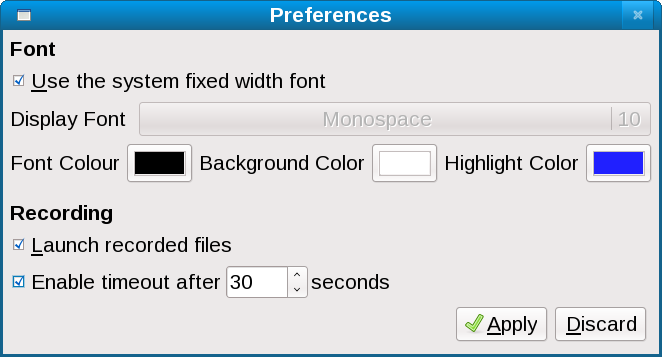 Preferences
Font
Use the system fixed width font
Display Font Monospace 10
Font Colour Background Color Highlight Color
Recording
Launch recorded files
Enable timeout after 30 seconds
Apply Discard